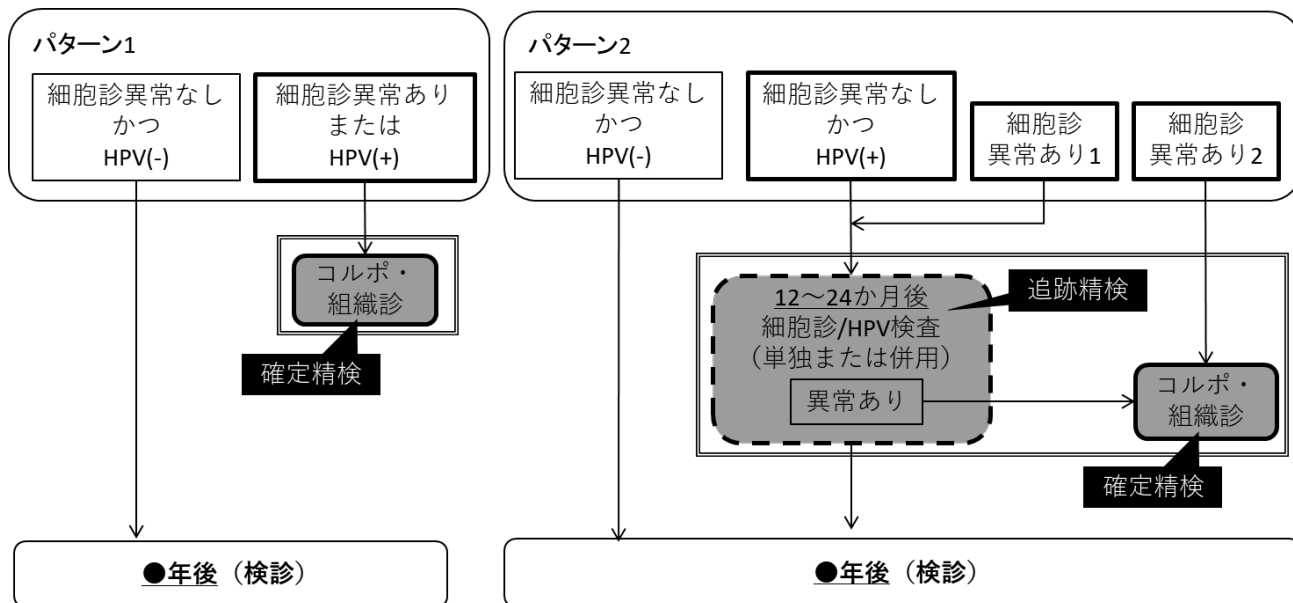 パターン1
細胞診異常なし
かつ
HPV(-)
細胞診異常あり
または
HPV(+)
コルポ・
組織診
確定精検
●年後（検診）
パターン2
細胞診異常なし
かつ
HPV(-)
細胞診異常なし
かつ
HPV(+)
細胞診
異常あり1
細胞診
異常あり2
12～24か月後
細胞診/HPV検査
（単独または併用）
異常あり
追跡精検
コルポ・
組織診
確定精検
●年後（検診）